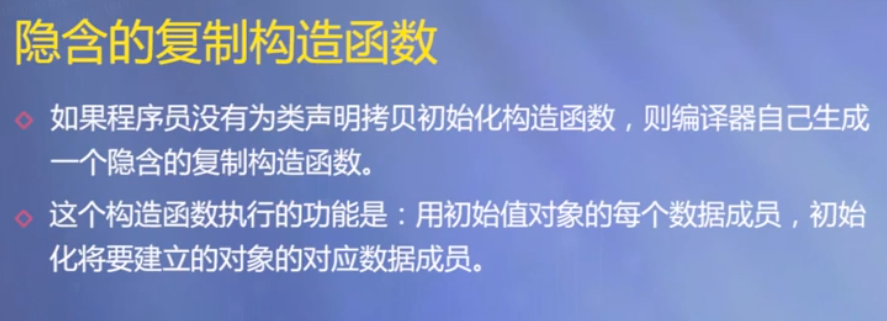 隐含的复制构造函数
如果程序员没有为类声明拷贝初始化构造函数，则编译器自己生成
一个隐含的复制构造函数。
这个构造函数执行的功能是：用初始值对象的每个数据成员，初始
化将要建立的对象的对应数据成员。